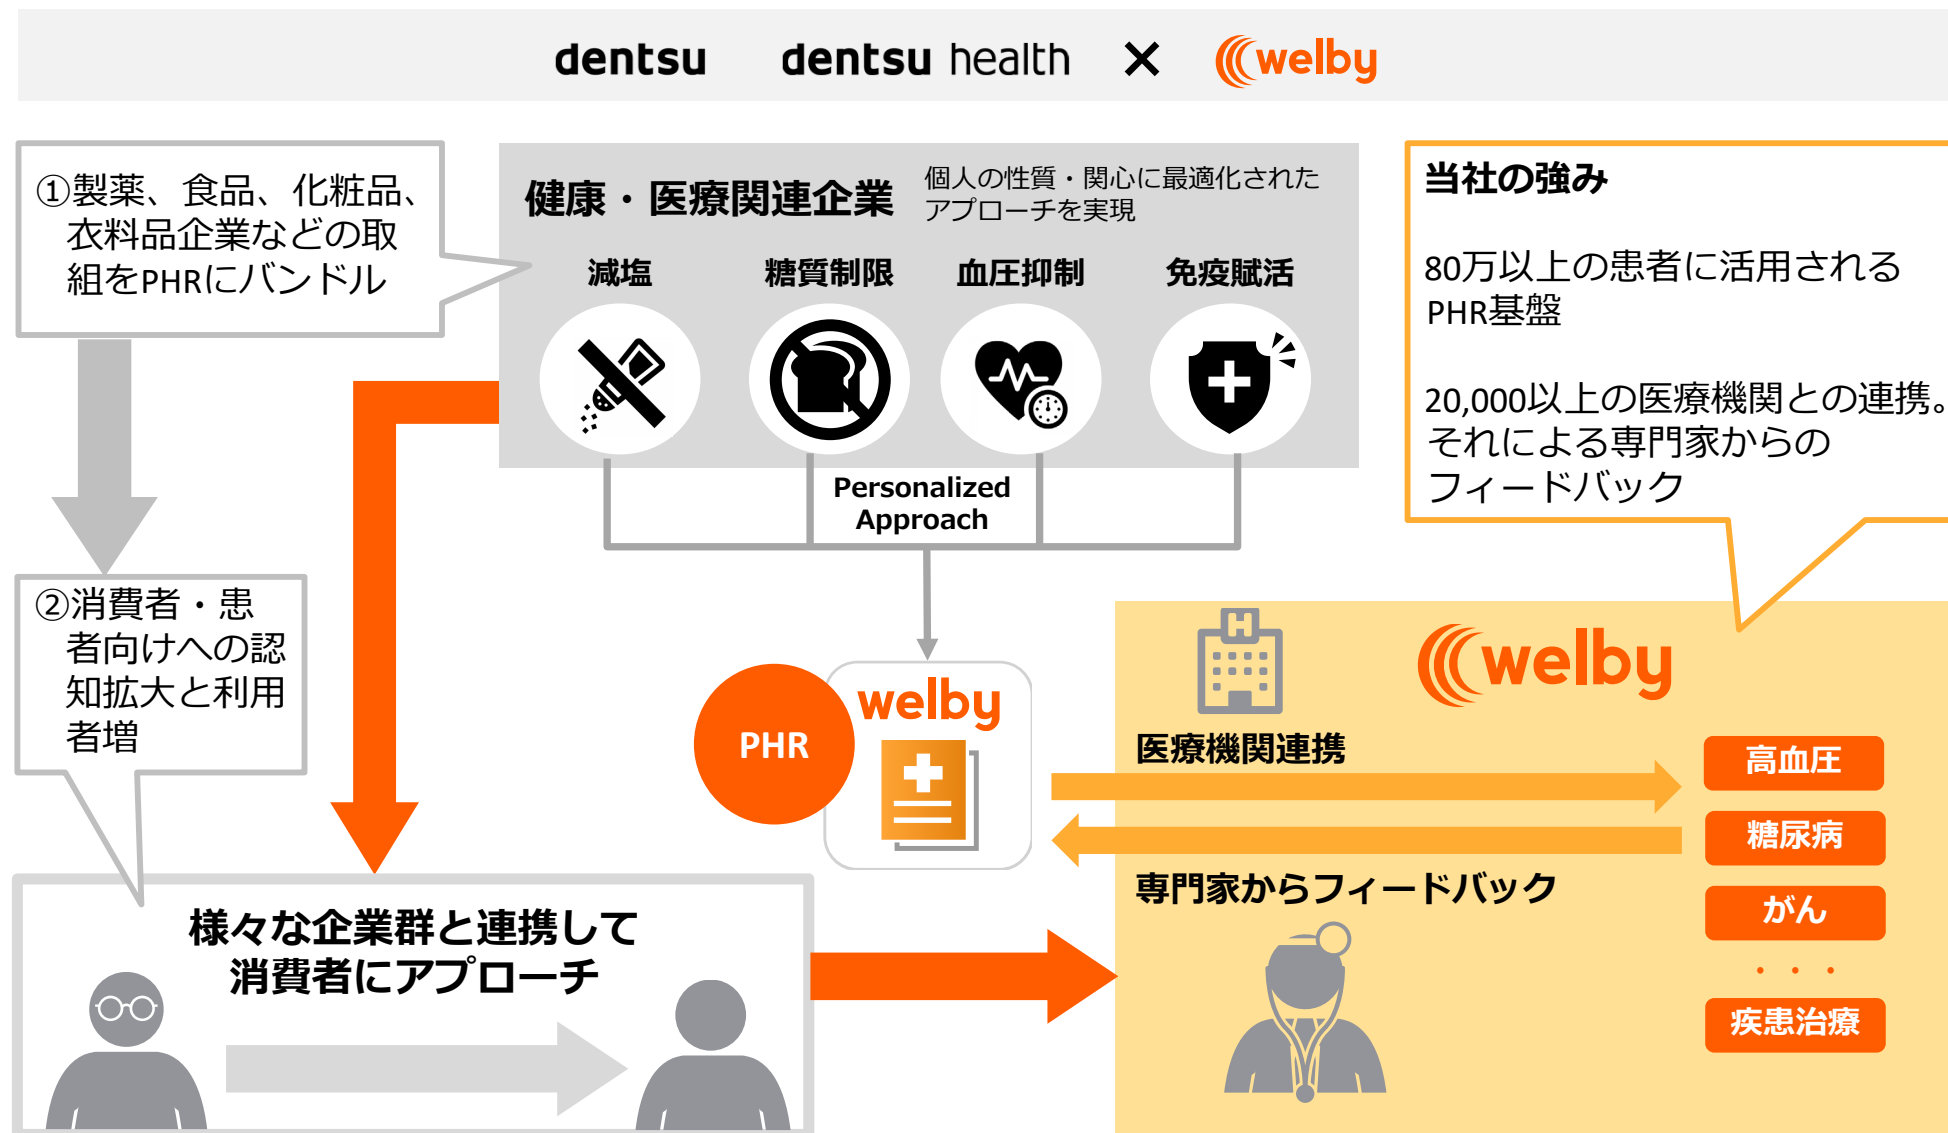 dentsu dentsu health × welby
①製薬、食品、化粧品、
衣料品企業などの取
組をPHRにバンドル
健康・医療関連企業
個人の性質・関心に最適化された
アプローチを実現
減塩 糖質制限 血圧抑制 免疫賦活
Personalized
Approach
当社の強み
80万以上の患者に活用される
PHR基盤
20,000以上の医療機関との連携。
それによる専門家からの
フィードバック
②消費者・患
者向けへの認
知拡大と利用
者増
PHR
welby
H
welby
医療機関連携
専門家からフィードバック
高血圧
糖尿病
がん
・・・
疾患治療
様々な企業群と連携して
消費者にアプローチ